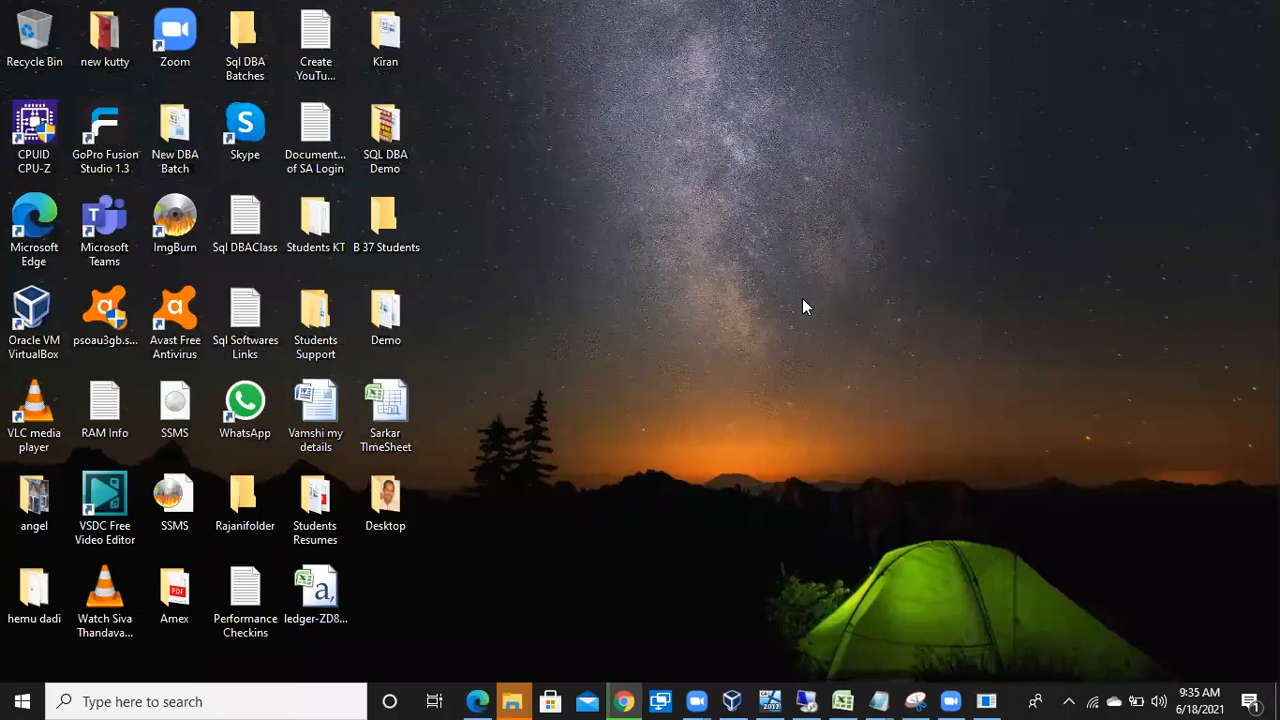 Recycle Bin
new kutty
Zoom
Sql DBA
Batches
Create
YouTu...
Kiran
CPUID
CPU-Z
GoPro Fusion
Studio 1.3
New DBA
Batch
Skype
Document...
of SA Login
SQL DBA
Demo
Microsoft
Edge
Microsoft
Teams
ImgBurn
Sql DBAClass
Students KT
B 37 Students
Oracle VM
VirtualBox
psoau3gb.s...
Avast Free
Antivirus
Sql Softwares
Links
Students
Support
Demo
VLC media
player
RAM Info
SSMS
WhatsApp
Vamshi my
details
Sarkar
TImeSheet
angel
VSDC Free
Video Editor
SSMS
Rajanifolder
Students
Resumes
Desktop
hemu dadi
Watch Siva
Thandava...
PDF
Amex
Performance
Checkins
a,
ledger-ZD8...
Type here to search
9:35 AM
6/18/2021